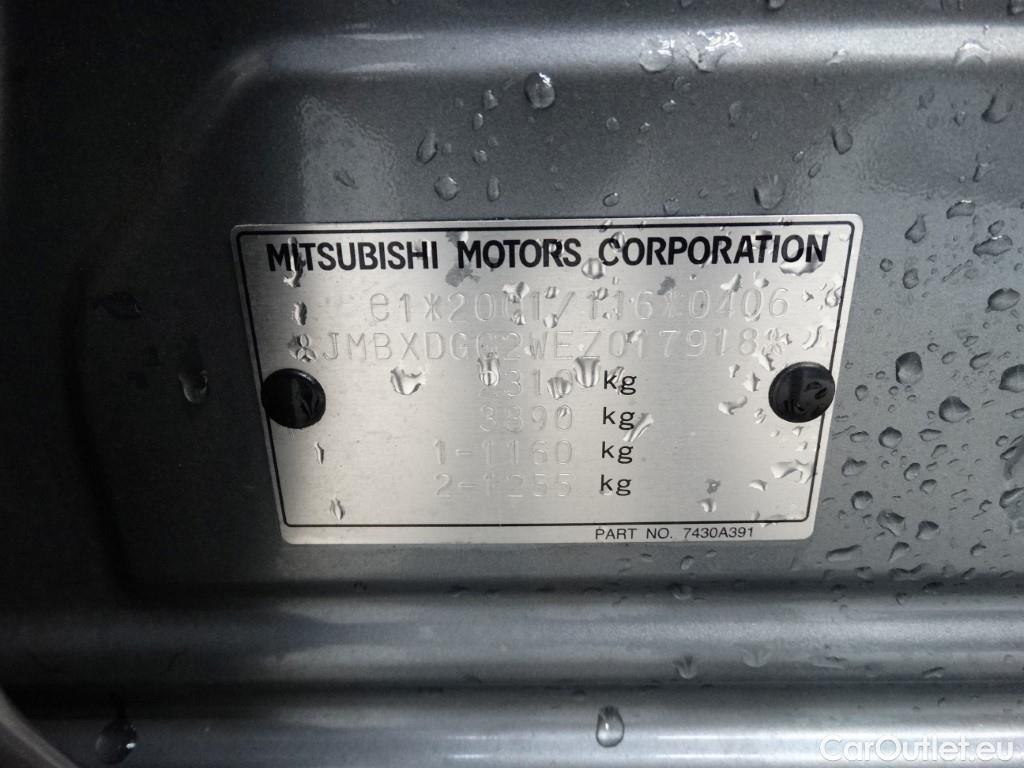 MITSUBISHI MOTORS CORPORATION
e1*2001/116*0406
*JMBXDGG2WEZ017918*
2310 kg
3890 kg
1-1160 kg
2-1255 kg
PART NO. 7430A391
CarOutlet.eu